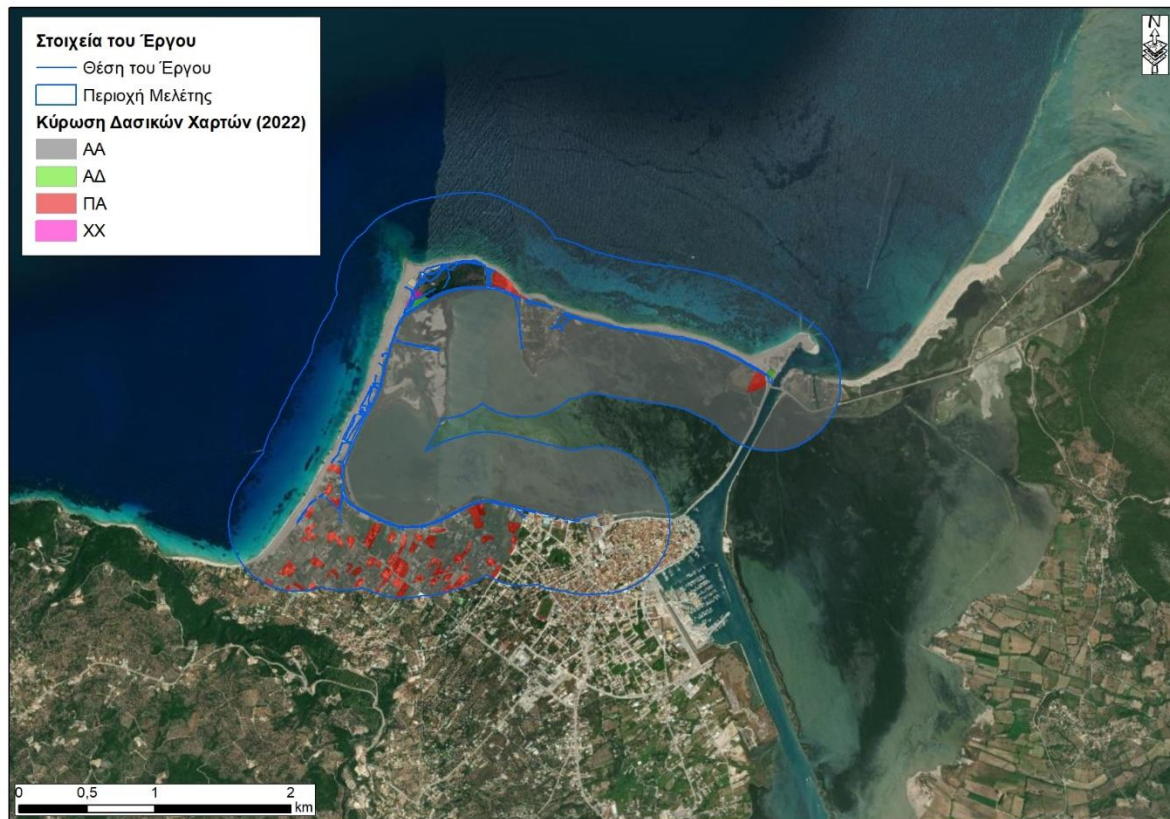 Στοιχεία του Έργου
Θέση του Έργου
Περιοχή Μελέτης
Κύρωση Δασικών Χαρτών (2022)
ΑΑ
ΑΔ
ΠΑ
ΧΧ
N
0 0,5 1 2
km